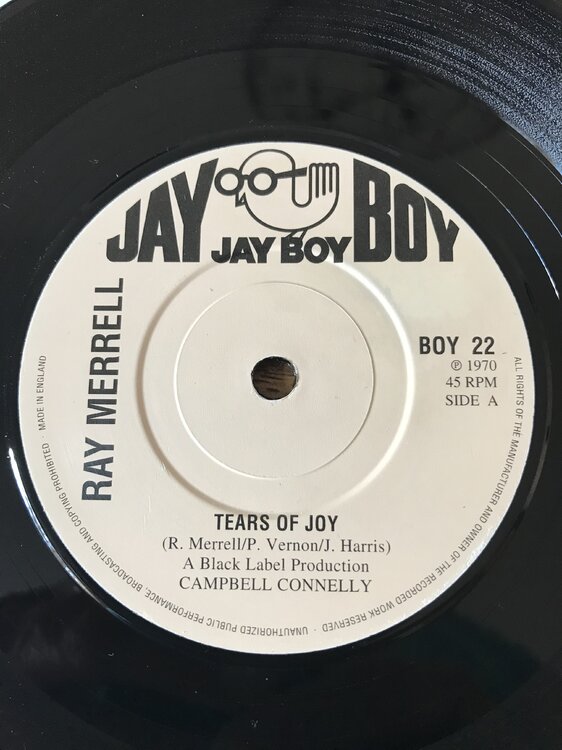 JAY BOY
JAY BOY
RAY MERRELL
BOY 22
℗ 1970
45 RPM
SIDE A
TEARS OF JOY
(R. Merrell/P. Vernon/J. Harris)
A Black Label Production
CAMPBELL CONNELLY
ALL RIGHTS OF THE MANUFACTURER AND OWNER OF THE RECORDED WORK RESERVED · UNAUTHORIZED PUBLIC PERFORMANCE, BROADCASTING AND COPYING PROHIBITED · MADE IN ENGLAND